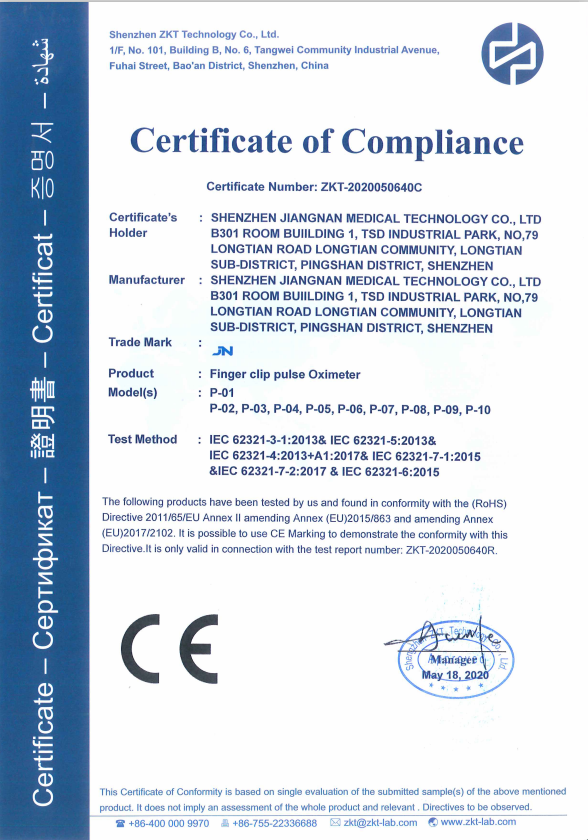 Shenzhen ZKT Technology Co., Ltd.
1/F, No. 101, Building B, No. 6, Tangwei Community Industrial Avenue,
Fuhai Street, Bao'an District, Shenzhen, China
Certificate of Compliance
Certificate Number: ZKT-2020050640C
Certificate's Holder : SHENZHEN JIANGNAN MEDICAL TECHNOLOGY CO., LTD
B301 ROOM BUIILDING 1, TSD INDUSTRIAL PARK, NO,79
LONGTIAN ROAD LONGTIAN COMMUNITY, LONGTIAN
SUB-DISTRICT, PINGSHAN DISTRICT, SHENZHEN
Manufacturer : SHENZHEN JIANGNAN MEDICAL TECHNOLOGY CO., LTD
B301 ROOM BUIILDING 1, TSD INDUSTRIAL PARK, NO,79
LONGTIAN ROAD LONGTIAN COMMUNITY, LONGTIAN
SUB-DISTRICT, PINGSHAN DISTRICT, SHENZHEN
Trade Mark :
JN
Product : Finger clip pulse Oximeter
Model(s) : P-01
P-02, P-03, P-04, P-05, P-06, P-07, P-08, P-09, P-10
Test Method : IEC 62321-3-1:2013& IEC 62321-5:2013&
IEC 62321-4:2013+A1:2017& IEC 62321-7-1:2015
&IEC 62321-7-2:2017 & IEC 62321-6:2015
The following products have been tested by us and found in conformity with the (RoHS)
Directive 2011/65/EU Annex II amending Annex (EU)2015/863 and amending Annex
(EU)2017/2102. It is possible to use CE Marking to demonstrate the conformity with this
Directive.It is only valid in connection with the test report number: ZKT-2020050640R.
CE
Shenzhen ZKT Technology Co., Ltd.
Manager
May 18, 2020
This Certificate of Conformity is based on single evaluation of the submitted sample(s) of the above mentioned
product. It does not imply an assessment of the whole product and relevant . Directives to be observed.
+86-400 000 9970 +86-755-22336688 zkt@zkt-lab.com www.zkt-lab.com
Certificate – Сертификат – 證明書 – Certificat – 증명서 – شهادة